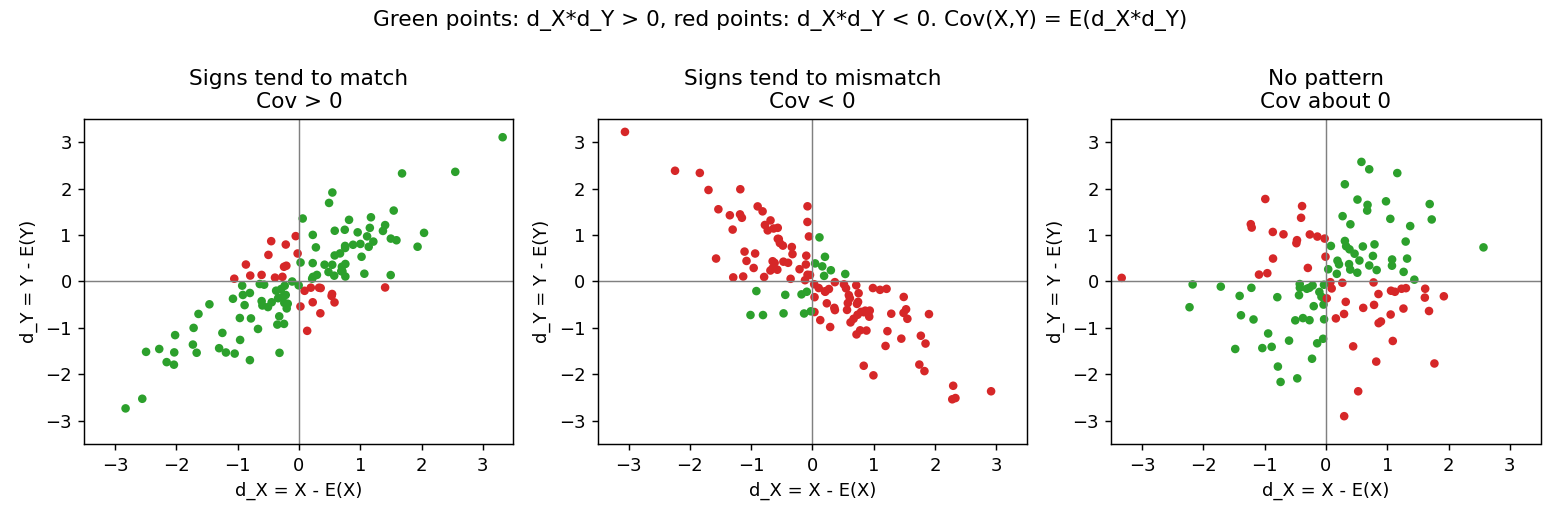 Green points: d_X*d_Y > 0, red points: d_X*d_Y < 0. Cov(X,Y) = E(d_X*d_Y)
Signs tend to match
Cov > 0
3
2
1
0
−1
−2
−3
d_Y = Y - E(Y)
−3 −2 −1 0 1 2 3
d_X = X - E(X)
Signs tend to mismatch
Cov < 0
3
2
1
0
−1
−2
−3
d_Y = Y - E(Y)
−3 −2 −1 0 1 2 3
d_X = X - E(X)
No pattern
Cov about 0
3
2
1
0
−1
−2
−3
d_Y = Y - E(Y)
−3 −2 −1 0 1 2 3
d_X = X - E(X)